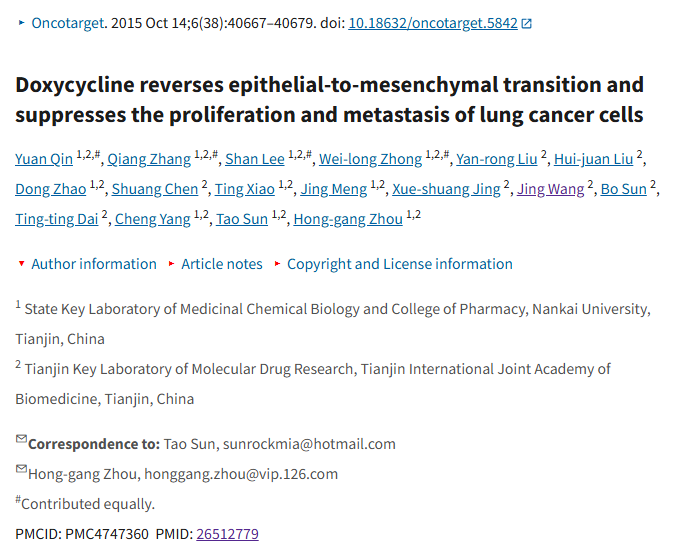 Oncotarget. 2015 Oct 14;6(38):40667–40679. doi: 10.18632/oncotarget.5842
Doxycycline reverses epithelial-to-mesenchymal transition and
suppresses the proliferation and metastasis of lung cancer cells
Yuan Qin 1,2,#, Qiang Zhang 1,2,#, Shan Lee 1,2,#, Wei-long Zhong 1,2,#, Yan-rong Liu 2, Hui-juan Liu 2,
Dong Zhao 1,2, Shuang Chen 2, Ting Xiao 1,2, Jing Meng 1,2, Xue-shuang Jing 2, Jing Wang 2, Bo Sun 2,
Ting-ting Dai 2, Cheng Yang 1,2, Tao Sun 1,2, Hong-gang Zhou 1,2
Author information Article notes Copyright and License information
1 State Key Laboratory of Medicinal Chemical Biology and College of Pharmacy, Nankai University,
Tianjin, China
2 Tianjin Key Laboratory of Molecular Drug Research, Tianjin International Joint Academy of
Biomedicine, Tianjin, China
Correspondence to: Tao Sun, sunrockmia@hotmail.com
Hong-gang Zhou, honggang.zhou@vip.126.com
#Contributed equally.
PMCID: PMC4747360 PMID: 26512779